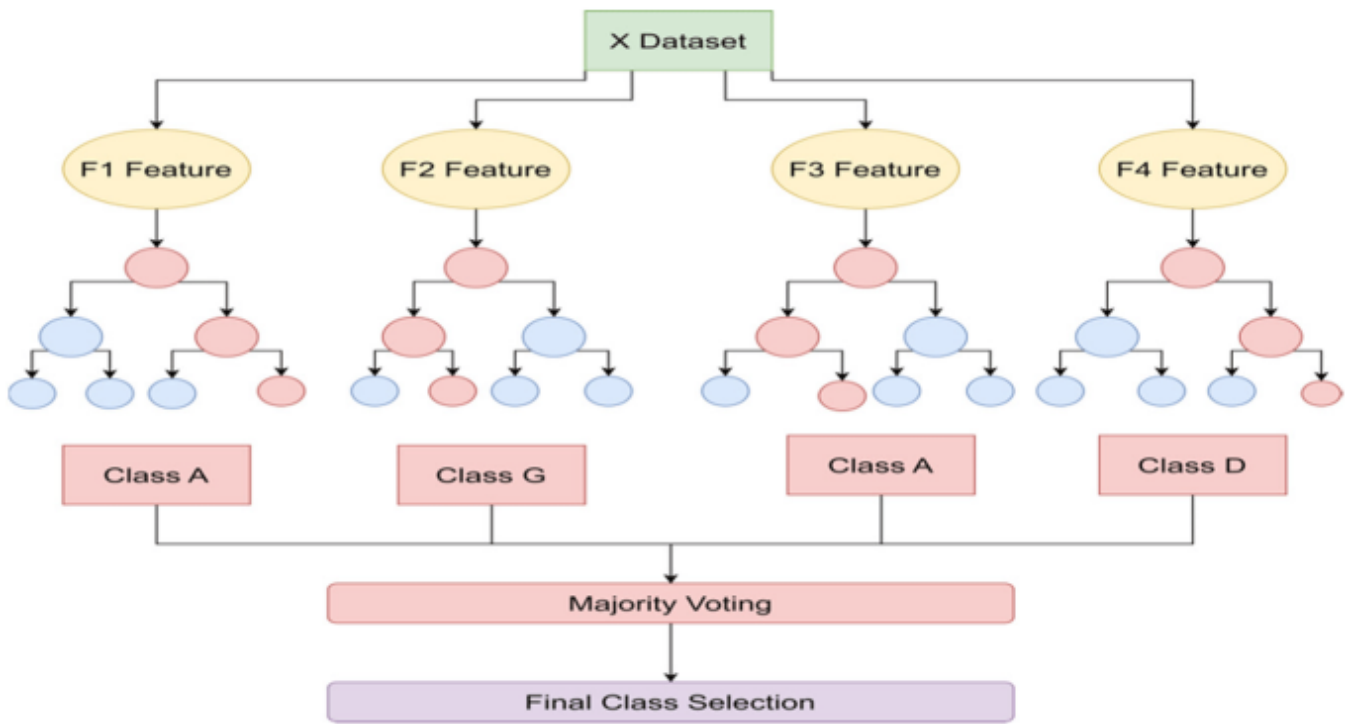 X Dataset
F1 Feature
F2 Feature
F3 Feature
F4 Feature
Class A
Class G
Class A
Class D
Majority Voting
Final Class Selection